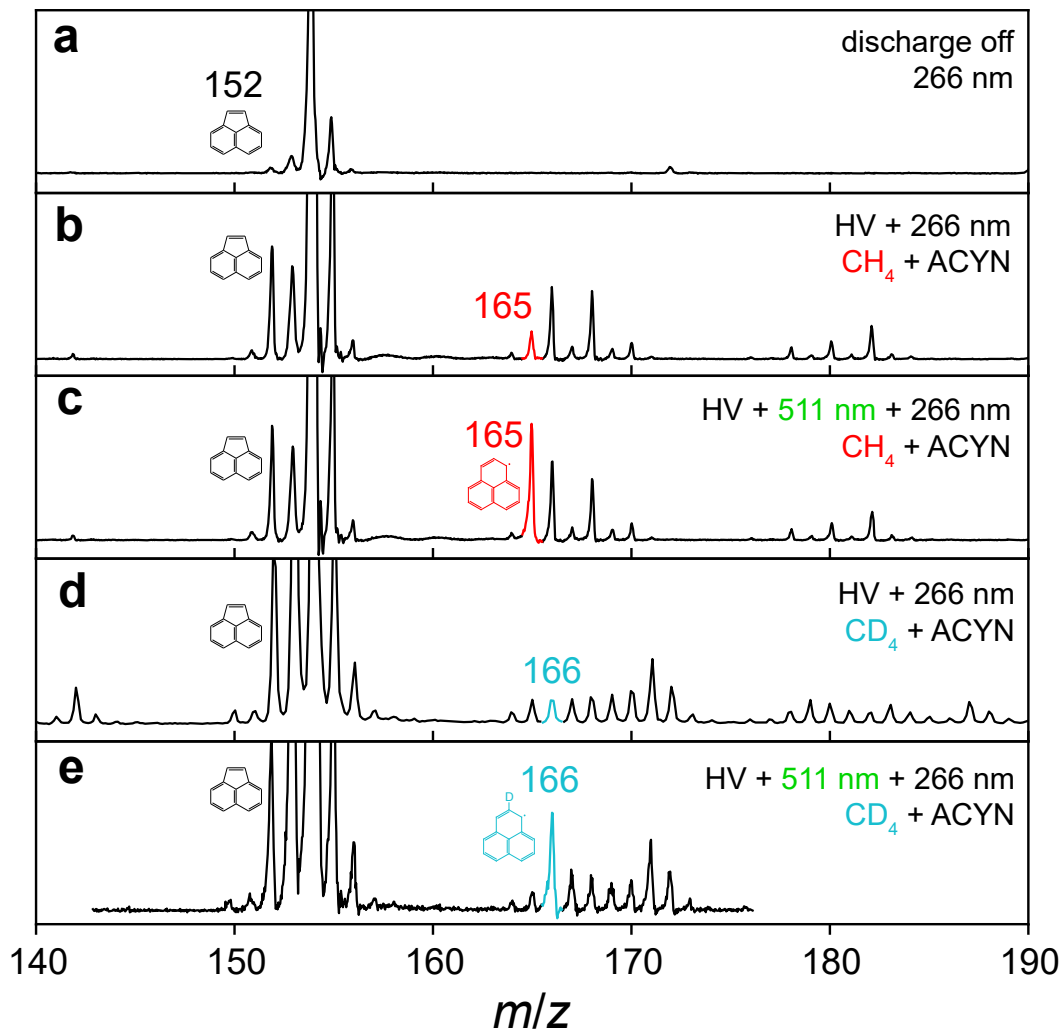 a
discharge off
266 nm
152
b
HV + 266 nm
CH₄ + ACYN
165
c
HV + 511 nm + 266 nm
CH₄ + ACYN
165
d
HV + 266 nm
CD₄ + ACYN
166
e
HV + 511 nm + 266 nm
CD₄ + ACYN
166
D
140 150 160 170 180 190
m/z